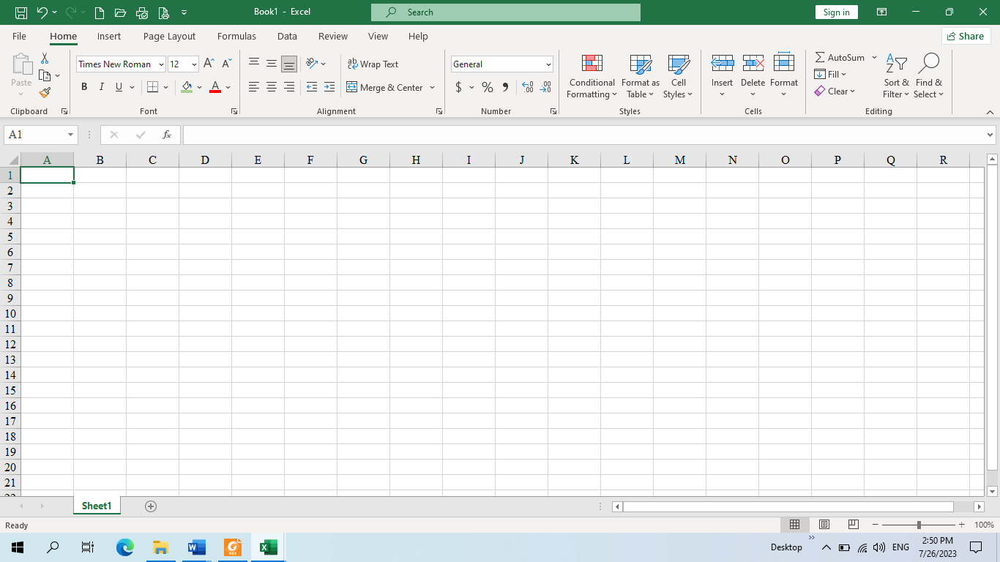 Book1 - Excel
Search
Sign in
File Home Insert Page Layout Formulas Data Review View Help
Share
Paste
Times New Roman 12
B I U
Wrap Text
Merge & Center
General
$ % 9
Conditional Formatting
Format as Table
Cell Styles
Insert Delete Format
AutoSum
Fill
Clear
Sort & Filter
Find & Select
Clipboard Font Alignment Number Styles Cells Editing
A1 fx
A B C D E F G H I J K L M N O P Q R
1
2
3
4
5
6
7
8
9
10
11
12
13
14
15
16
17
18
19
20
21
22
Sheet1
Ready 100%
Desktop ENG 2:50 PM
7/26/2023